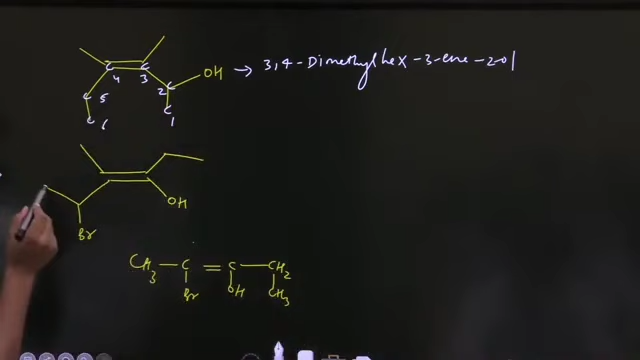 C C
4 3
OH → 3,4-Dimethylhex-3-ene-2-ol
C 5
C 2
C 6
C 1
OH
Br
CH3 — C = C — CH2
Br OH CH3